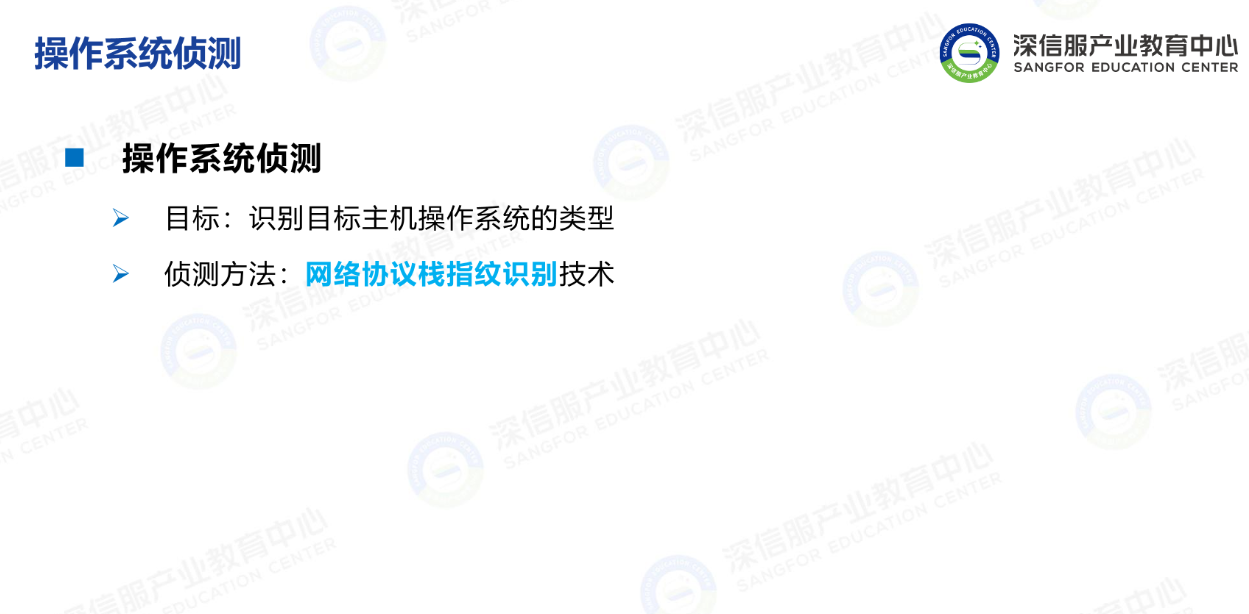 操作系统侦测
深信服产业教育中心
SANGFOR EDUCATION CENTER
操作系统侦测
目标：识别目标主机操作系统的类型
侦测方法：网络协议栈指纹识别技术